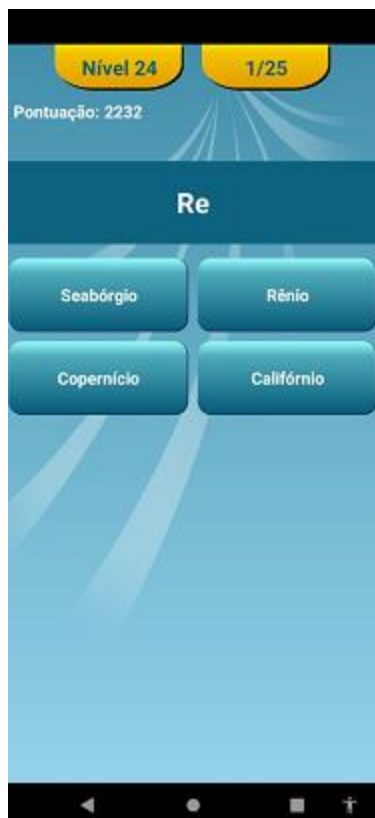 Nível 24
1/25
Pontuação: 2232
Re
Seabórgio
Rênio
Copernício
Califórnio